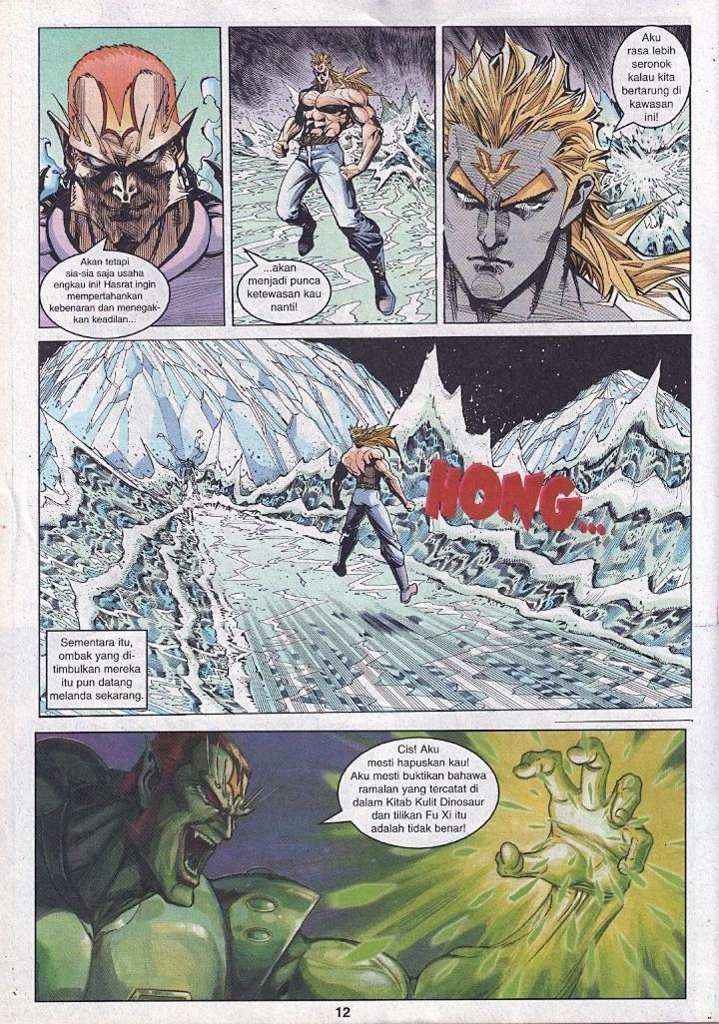 Akan tetapi
sia-sia saja usaha
engkau ini! Hasrat ingin
mempertahankan
kebenaran dan menegak-
kan keadilan...
...akan
menjadi punca
ketewasan kau
nanti!
Aku
rasa lebih
seronok
kalau kita
bertarung di
kawasan
ini!
HONG...
Sementara itu,
ombak yang di-
timbulkan mereka
itu pun datang
melanda sekarang.
Cis! Aku
mesti hapuskan kau!
Aku mesti buktikan bahawa
ramalan yang tercatat di
dalam Kitab Kulit Dinosaur
dan tilikan Fu Xi itu
adalah tidak benar!
12